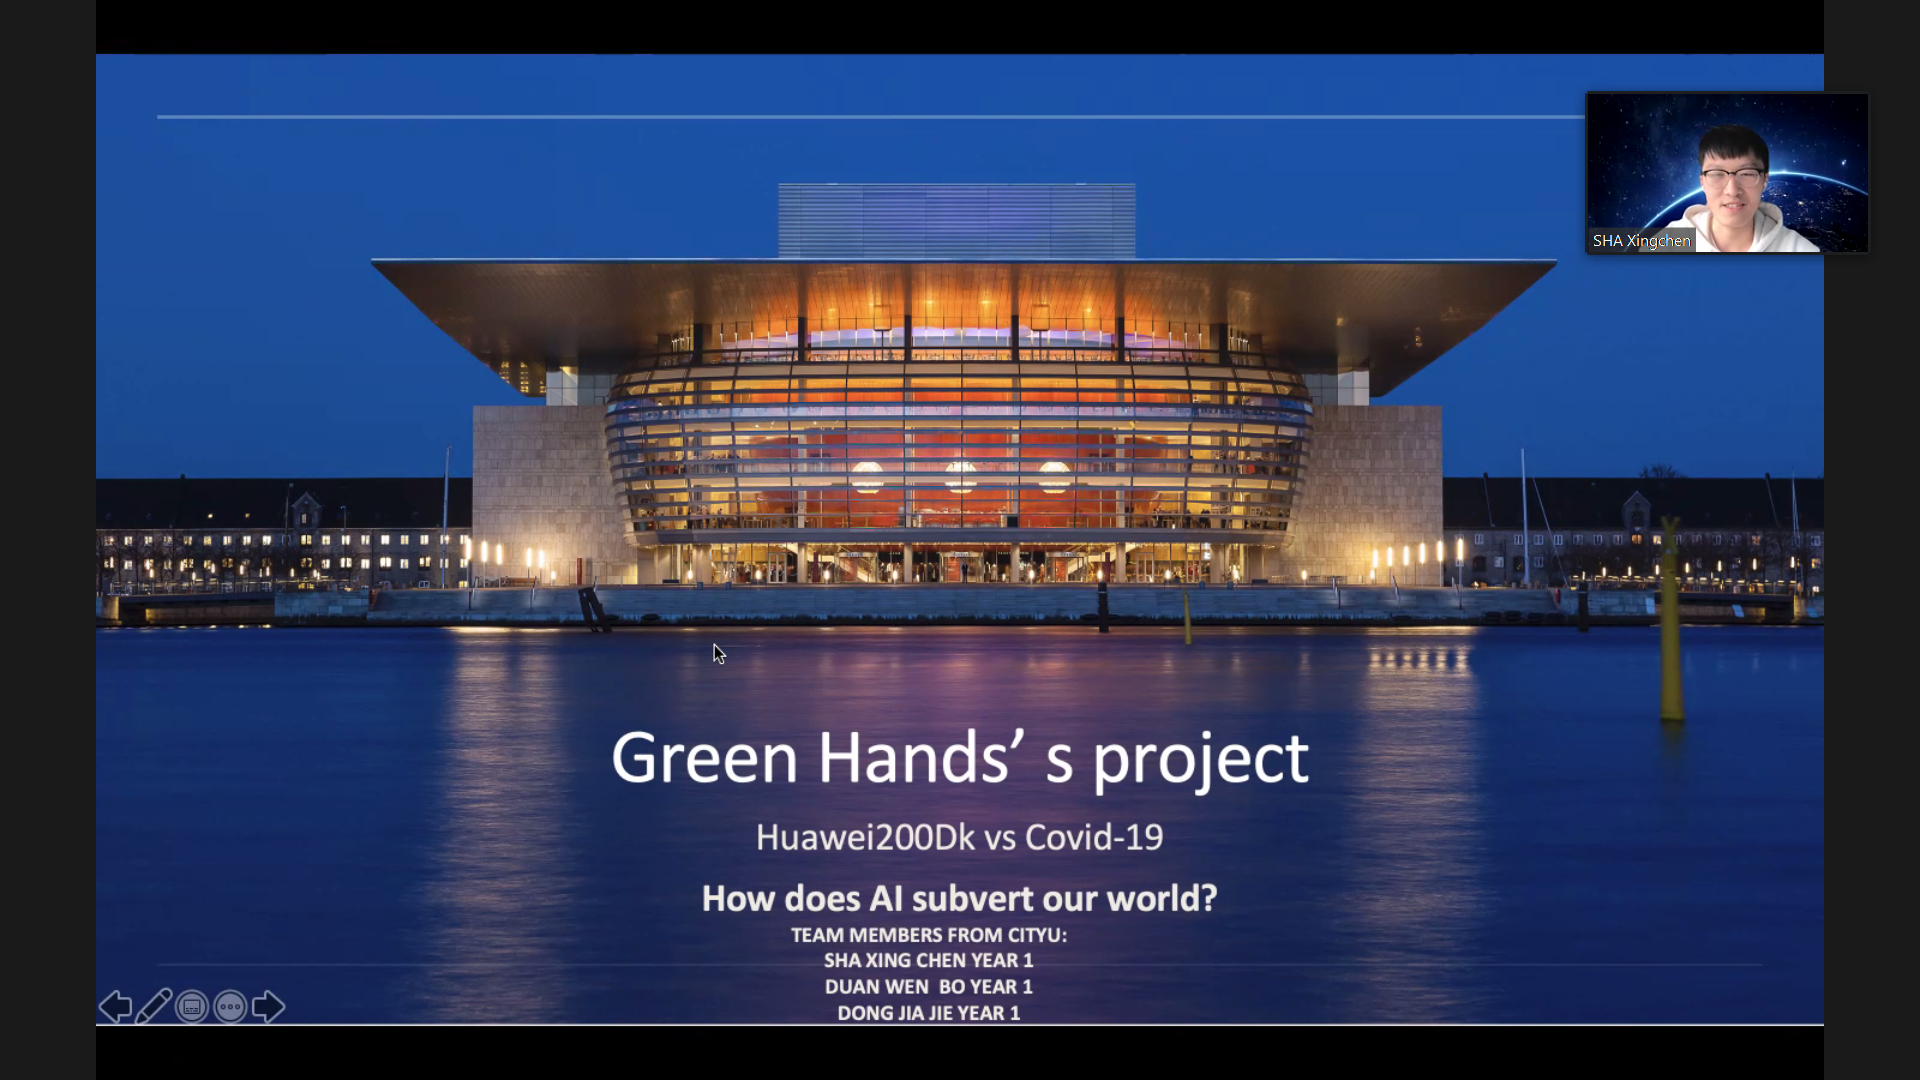 SHA Xingchen
Green Hands’ s project
Huawei200Dk vs Covid-19
How does AI subvert our world?
TEAM MEMBERS FROM CITYU:
SHA XING CHEN YEAR 1
DUAN WEN  BO YEAR 1
DONG JIA JIE YEAR 1